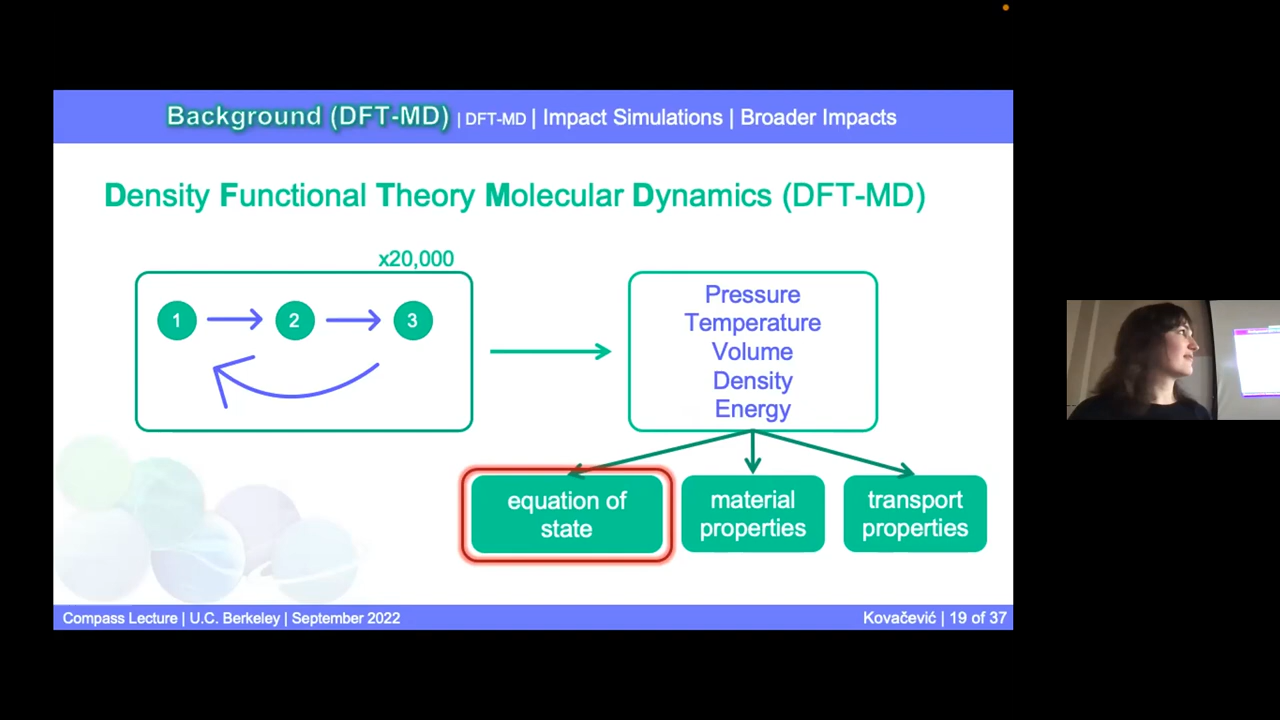 Background (DFT-MD) | DFT-MD | Impact Simulations | Broader Impacts
Density Functional Theory Molecular Dynamics (DFT-MD)
x20,000
1
2
3
Pressure
Temperature
Volume
Density
Energy
equation of
state
material
properties
transport
properties
Compass Lecture | U.C. Berkeley | September 2022
Kovačević | 19 of 37